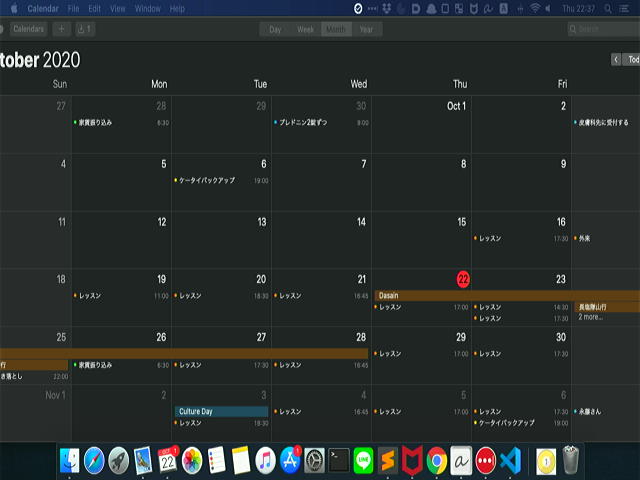 Calendar File Edit View Window Help Thu 22:37
Calendars + 1 Day Week Month Year Search
tober 2020 < Tod
Sun Mon Tue Wed Thu Fri
27 28 29 30 Oct 1 2
家賃振り込み 6:30 プレドニン2錠ずつ 8:00 皮膚科先に受付する
4 5 6 7 8 9
ケータイバックアップ 19:00
11 12 13 14 15 16
レッスン 17:30 外来
18 19 20 21 22 23
レッスン 11:00 レッスン 18:30 レッスン 16:45 Dasain
レッスン 17:00 レッスン 14:30
レッスン 17:30 2 more...
25 26 27 28 29 30
レッスン 17:00 レッスン 17:30
行 家賃振り込み 6:30 レッスン 17:30 レッスン 16:45
き落とし 22:00
Nov 1 2 3 4 5 6
Culture Day レッスン 16:45 レッスン 17:00 レッスン 17:30 永藤さん
レッスン 18:30 ケータイバックアップ 19:00
OCT 22 1 1 LINE